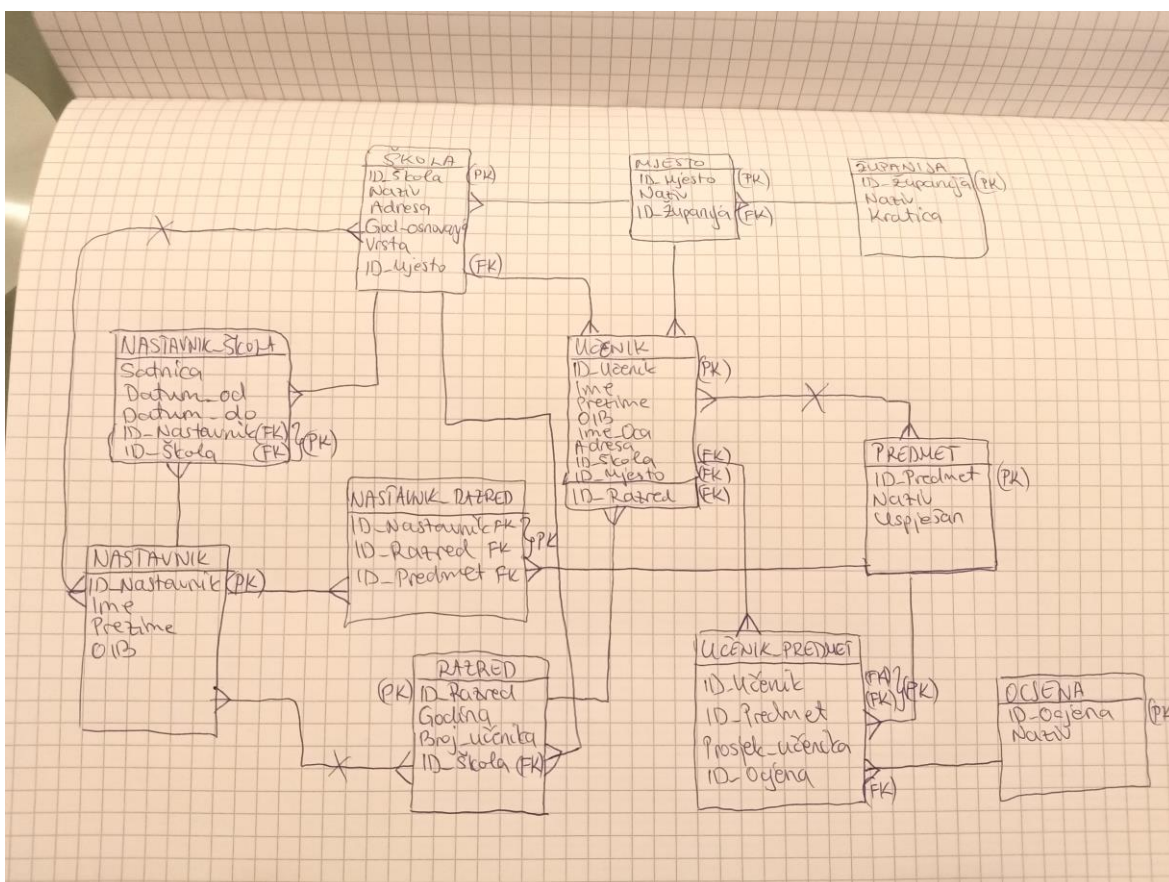 ŠKOLA
ID_Škola (PK)
Naziv
Adresa
God-osnovanja
Vrsta
ID_Mjesto (FK)
MJESTO
ID_Mjesto (PK)
Naziv
ID_Županija (FK)
ŽUPANIJA
ID_Županija (PK)
Naziv
Kratica
NASTAVNIK_ŠKOLA
Satnica
Datum_od
Datum_do
ID_Nastavnik (FK)
ID_Škola (FK) (PK)
UČENIK
ID_Učenik (PK)
Ime
Prezime
OIB
Ime_Oca
Adresa
ID_Škola (FK)
ID_Mjesto (FK)
ID_Razred (FK)
PREDMET
ID_Predmet (PK)
Naziv
Uspješan
NASTAVNIK_RAZRED
ID_Nastavnik FK
ID_Razred FK PK
ID_Predmet FK
NASTAVNIK
ID_Nastavnik (PK)
Ime
Prezime
OIB
RAZRED
(PK) ID_Razred
Godina
Broj_učenika
ID_Škola (FK)
UČENIK_PREDMET
ID_Učenik (FK)
ID_Predmet (FK) (PK)
Prosjek_učenika
ID_Ocjena (FK)
OCJENA
ID_Ocjena (PK
Naziv